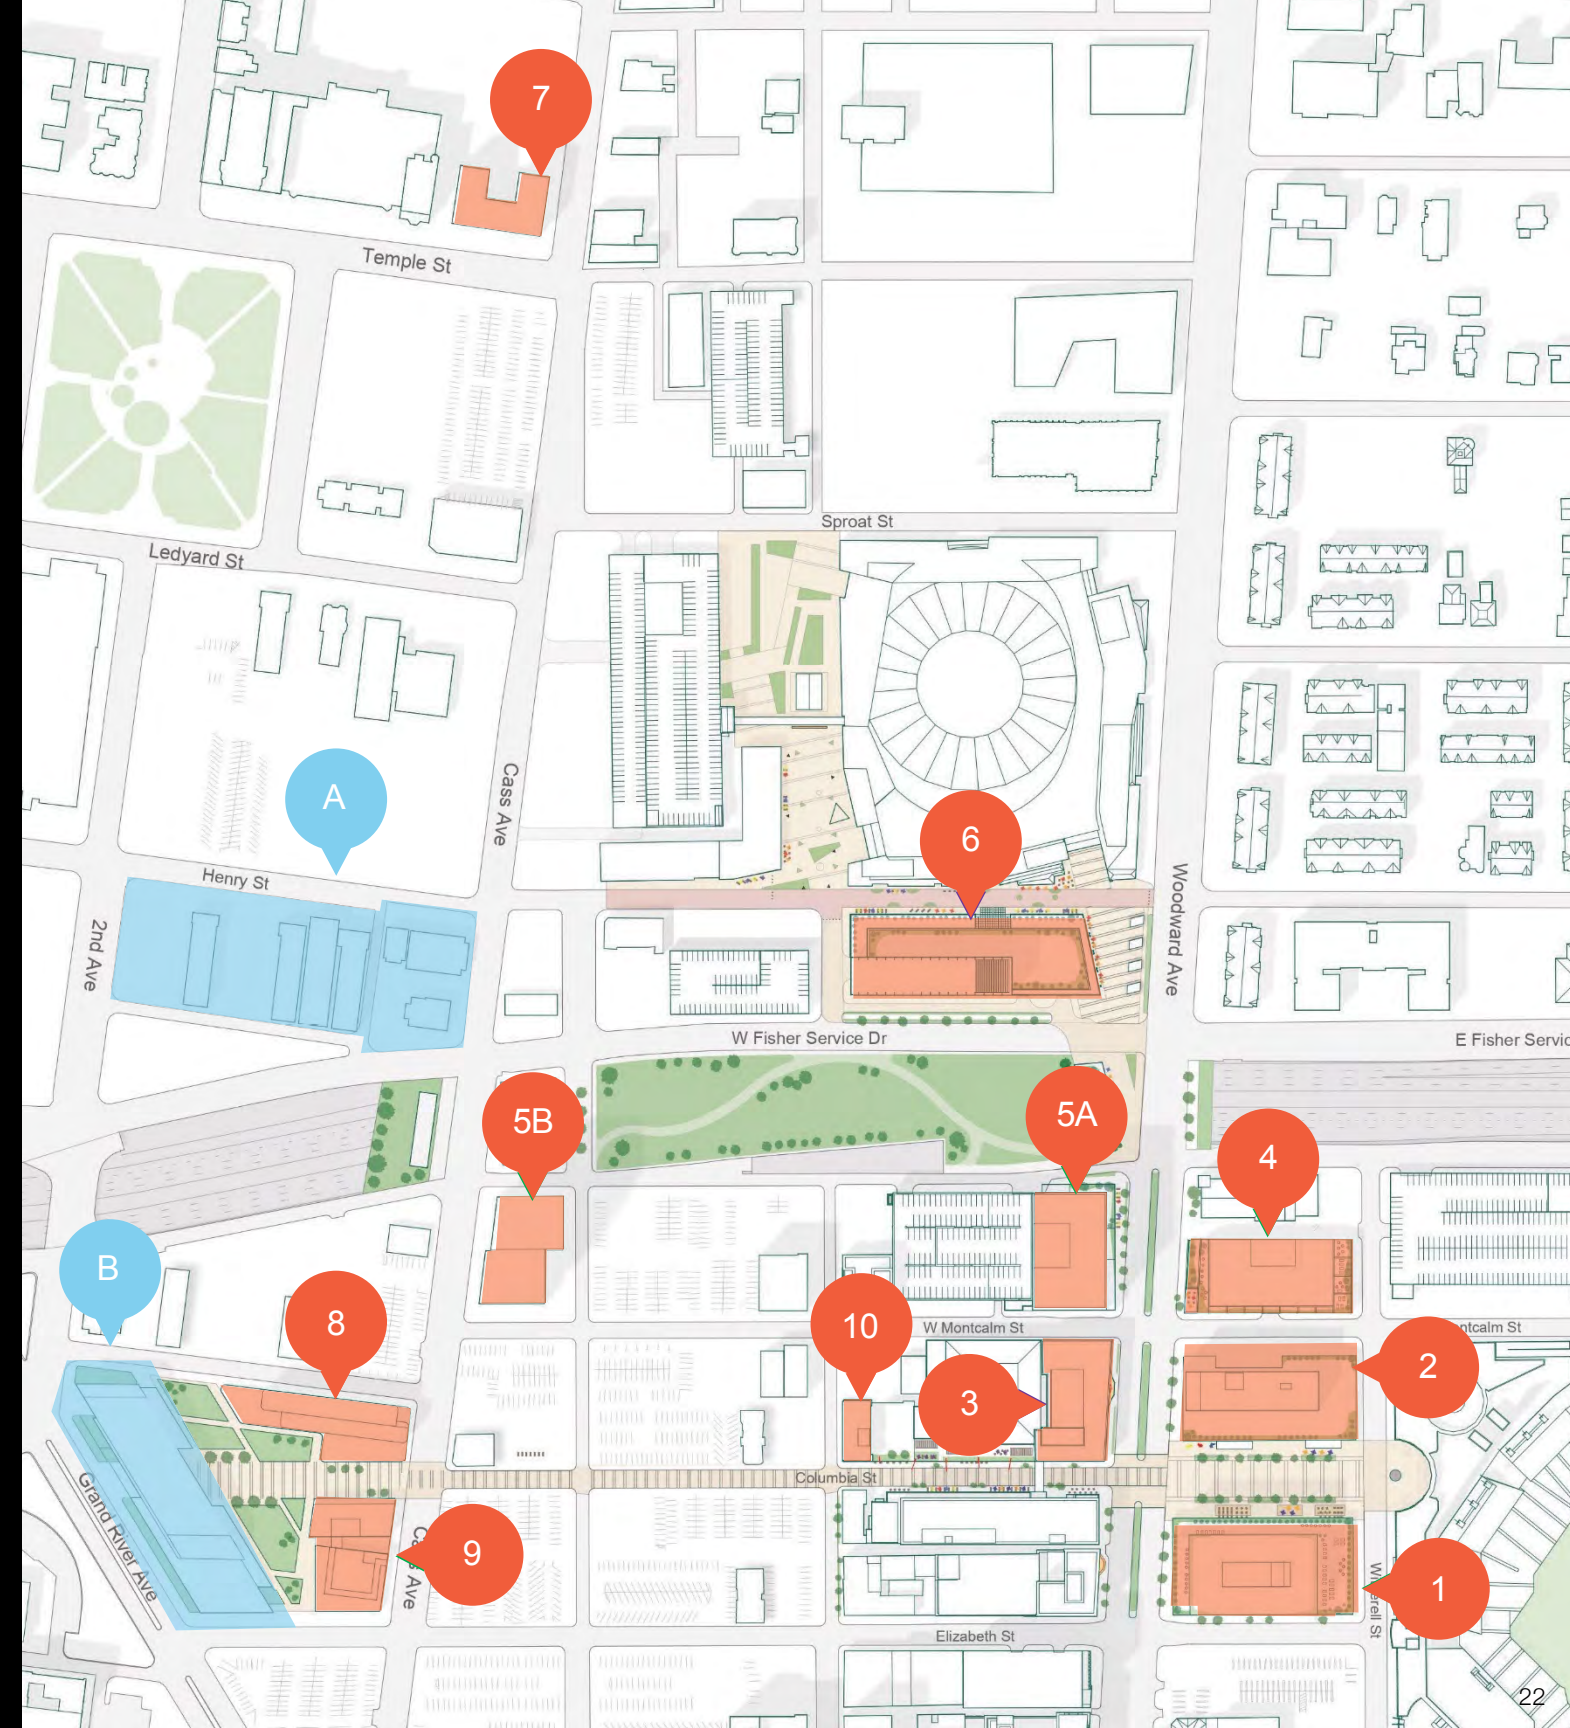 7
Temple St
Sproat St
Ledyard St
A
Cass Ave
6
Henry St
Woodward Ave
2nd Ave
W Fisher Service Dr
E Fisher Servic
5B
5A
4
B
8
10
W Montcalm St
ntcalm St
2
3
Columbia St
Grand River Ave
9
Ave
1
Elizabeth St
22